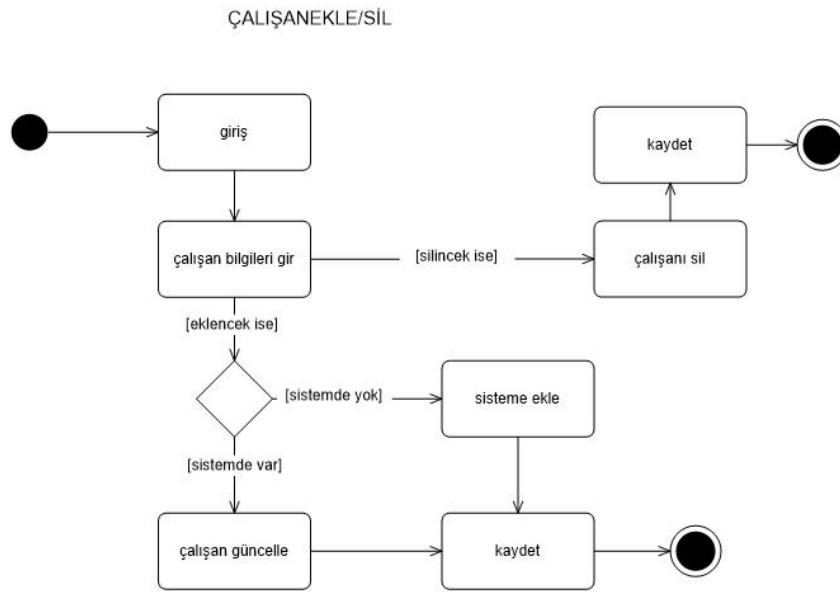 ÇALIŞANEKLE/SİL
giriş
kaydet
çalışan bilgileri gir
[silincek ise]
çalışanı sil
[eklencek ise]
[sistemde yok]
sisteme ekle
[sistemde var]
çalışan güncelle
kaydet